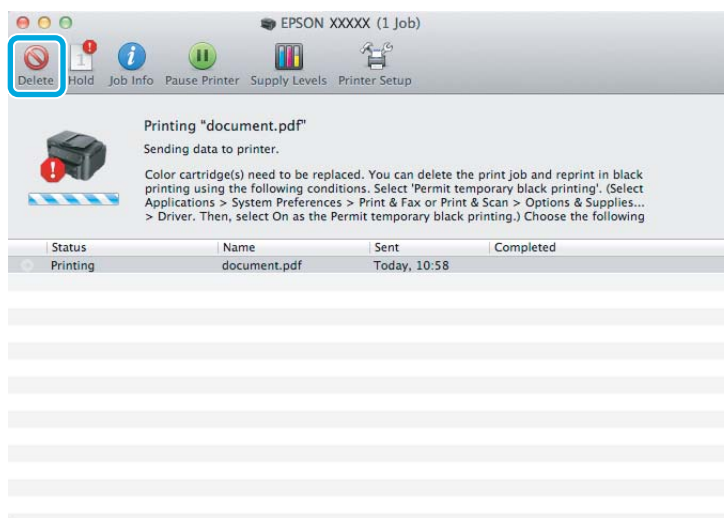 EPSON XXXXX (1 Job)
1
Delete Hold Job Info Pause Printer Supply Levels Printer Setup
Printing "document.pdf"
Sending data to printer.
Color cartridge(s) need to be replaced. You can delete the print job and reprint in black
printing using the following conditions. Select 'Permit temporary black printing'. (Select
Applications > System Preferences > Print & Fax or Print & Scan > Options & Supplies...
> Driver. Then, select On as the Permit temporary black printing.) Choose the following
Status Name Sent Completed
Printing document.pdf Today, 10:58